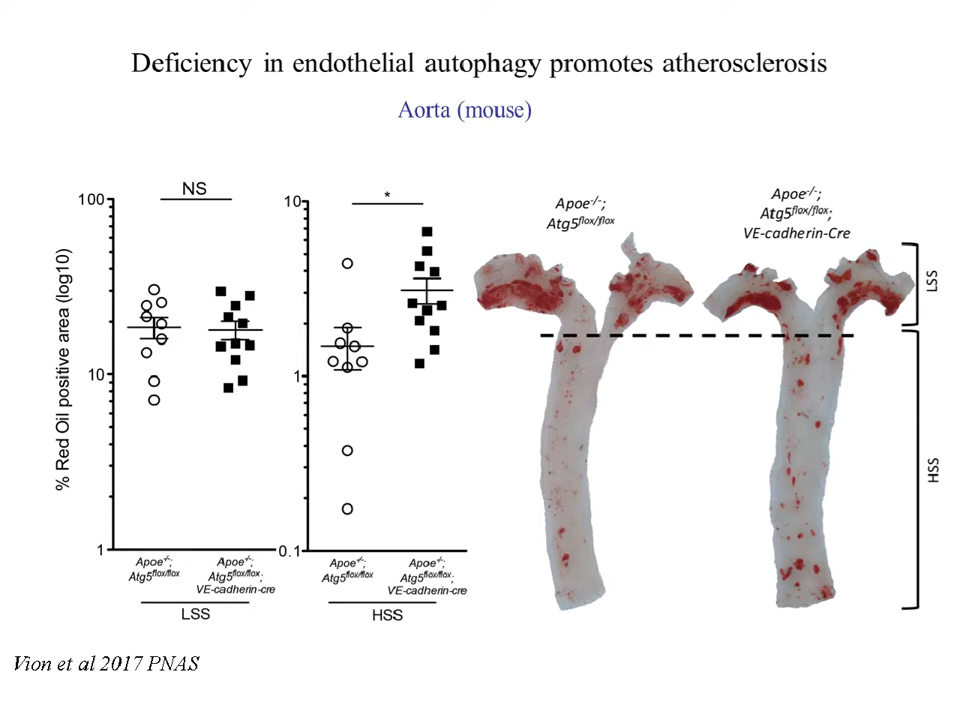 Deficiency in endothelial autophagy promotes atherosclerosis
Aorta (mouse)
% Red Oil positive area (log10)
100
10
1
NS
Apoe-/-;
Atg5flox/flox
Apoe-/-;
Atg5flox/flox;
VE-cadherin-cre
LSS
10
1
0.1
*
Apoe-/-;
Atg5flox/flox
Apoe-/-;
Atg5flox/flox;
VE-cadherin-cre
HSS
Apoe-/-;
Atg5flox/flox
Apoe-/-;
Atg5flox/flox;
VE-cadherin-Cre
LSS
HSS
Vion et al 2017 PNAS